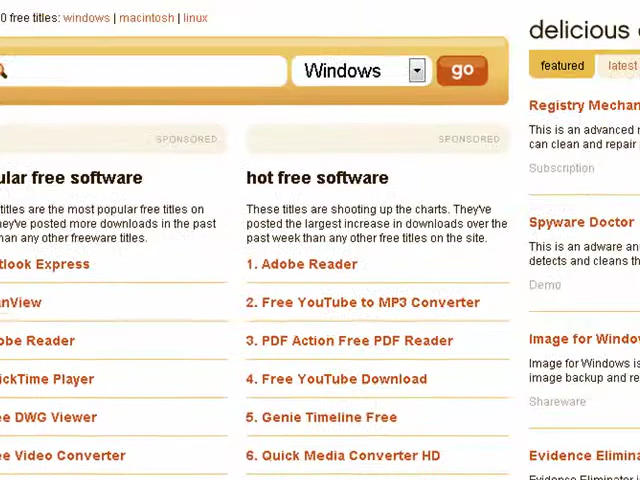 0 free titles: windows | macintosh | linux
Windows
go
SPONSORED
SPONSORED
ular free software
titles are the most popular free titles on
hey've posted more downloads in the past
han any other freeware titles.
tlook Express
nView
obe Reader
ickTime Player
ee DWG Viewer
ee Video Converter
hot free software
These titles are shooting up the charts. They've
posted the largest increase in downloads over the
past week than any other free titles on the site.
1. Adobe Reader
2. Free YouTube to MP3 Converter
3. PDF Action Free PDF Reader
4. Free YouTube Download
5. Genie Timeline Free
6. Quick Media Converter HD
delicious
featured
latest
Registry Mechan
This is an advanced r
can clean and repair
Subscription
Spyware Doctor
This is an adware an
detects and cleans th
Demo
Image for Windo
Image for Windows is
image backup and re
Shareware
Evidence Elimina
Evidence Eliminator i